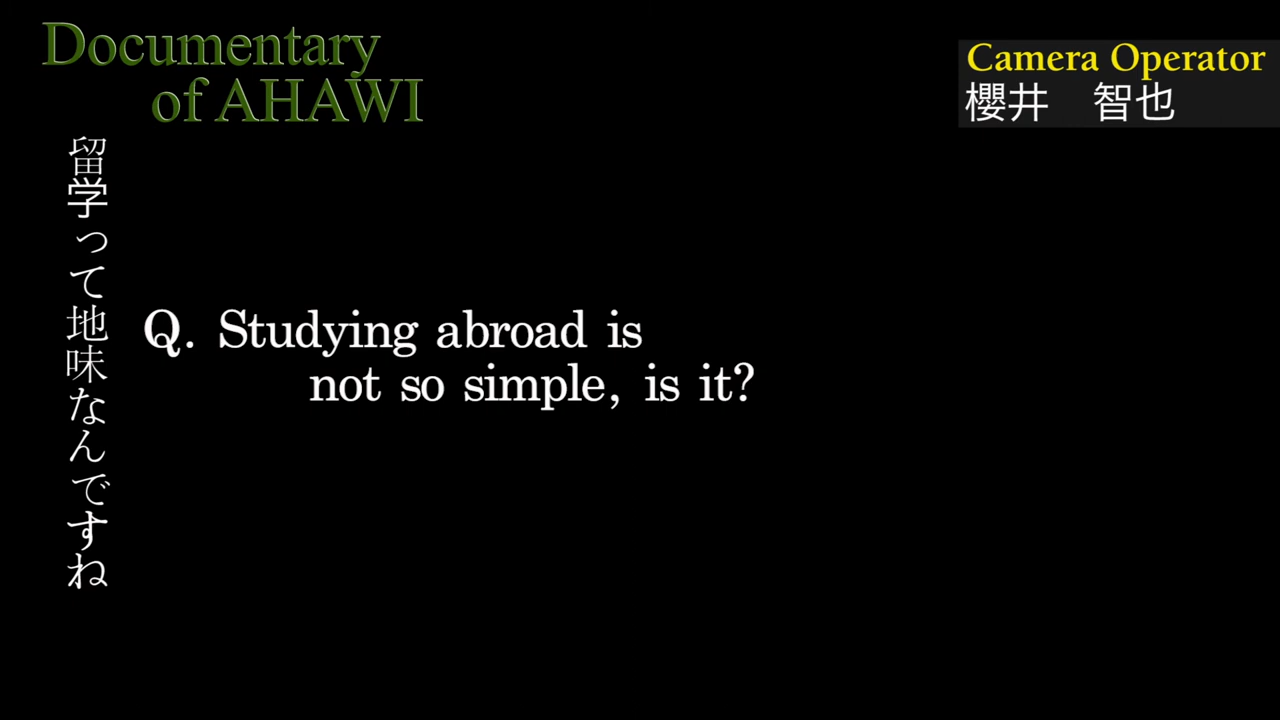 Documentary
of AHAWI
Camera Operator
櫻井　智也
留学って地味なんですね
Q. Studying abroad is
not so simple, is it?